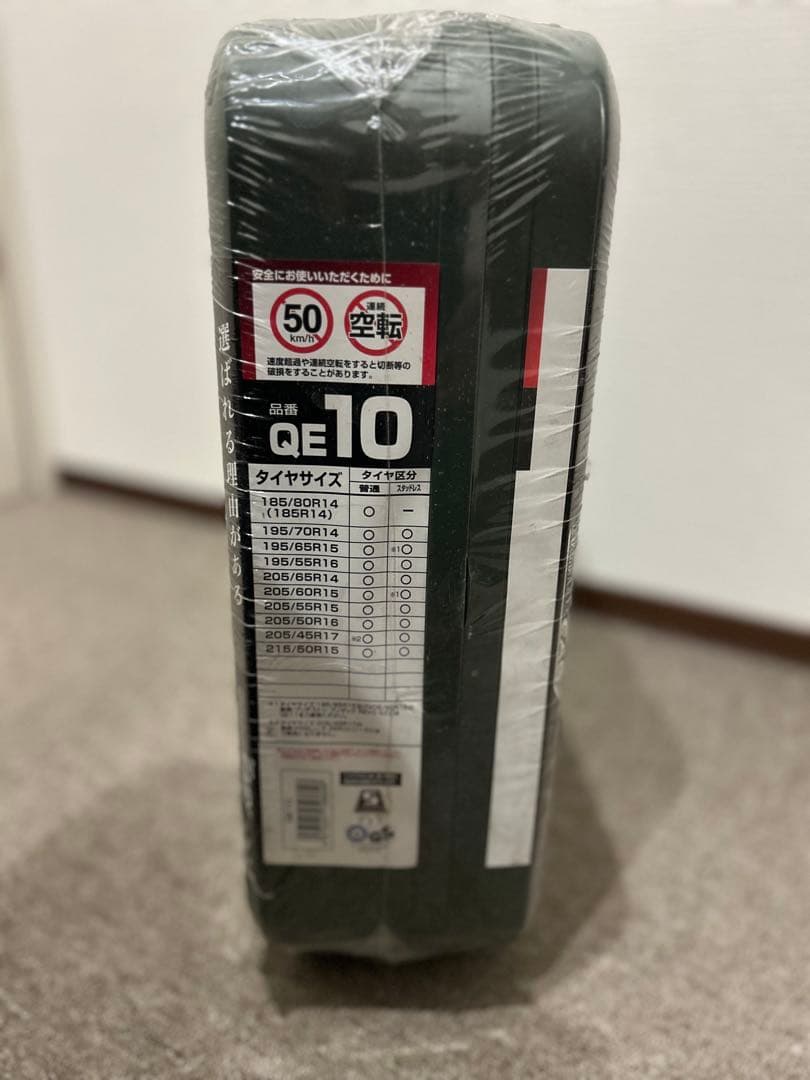 安全にお使いいただくために
50
km/h
連続
空転
速度超過や連続空転をすると切断等の
破損をすることがあります。
選ばれる理由がある
品番
QE10
タイヤサイズ タイヤ区分
普通 スタッドレス
185/80R14
(185R14) ○ ー
195/70R14 ○ ○
195/65R15 ○ ※1○
195/55R16 ○ ○
205/65R14 ○ ○
205/60R15 ○ ※1○
205/55R15 ○ ○
205/50R16 ○ ○
205/45R17 ※2○ ○
215/50R15 ○ ○
GS